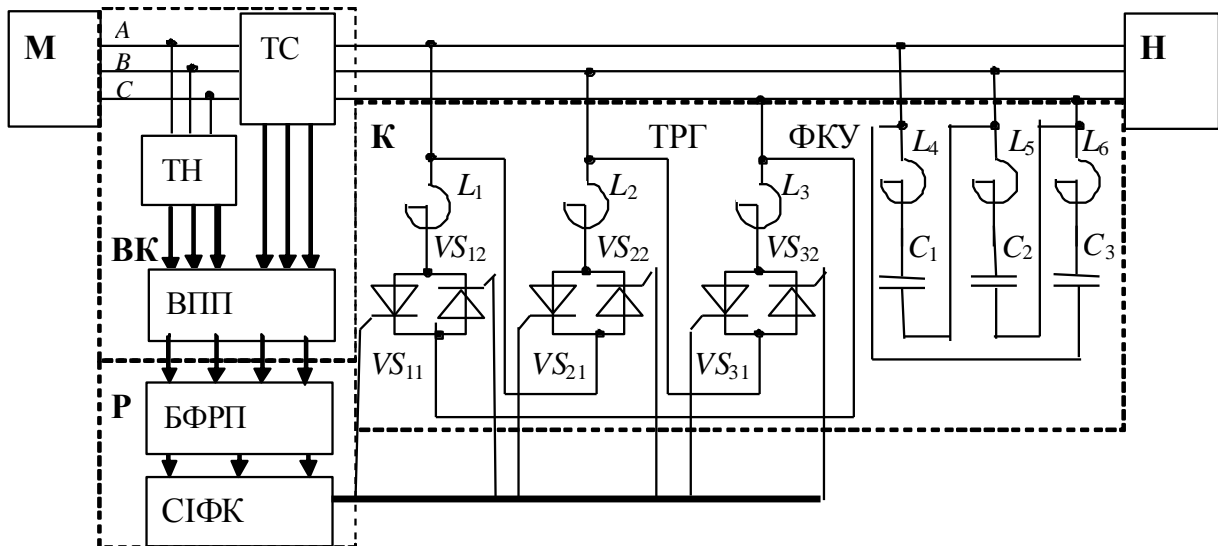 М
A
B
C
ТС
Н
К
ТРГ
ФКУ
ТН
L1
L2
L3
L4
L5
L6
ВК
VS12
VS22
VS32
C1
C2
C3
ВПП
VS11
VS21
VS31
Р
БФРП
СІФК